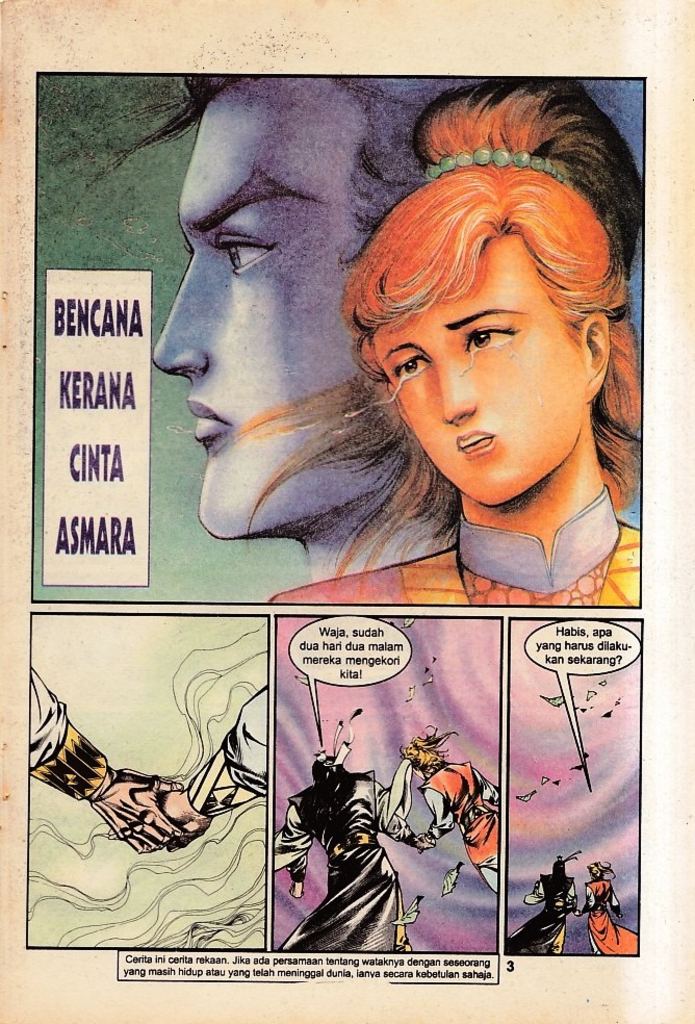 BENCANA
KERANA
CINTA
ASMARA
Waja, sudah
dua hari dua malam
mereka mengekori
kita!
Habis, apa
yang harus dilaku-
kan sekarang?
Cerita ini cerita rekaan. Jika ada persamaan tentang wataknya dengan seseorang
yang masih hidup atau yang telah meninggal dunia, ianya secara kebetulan sahaja.
3